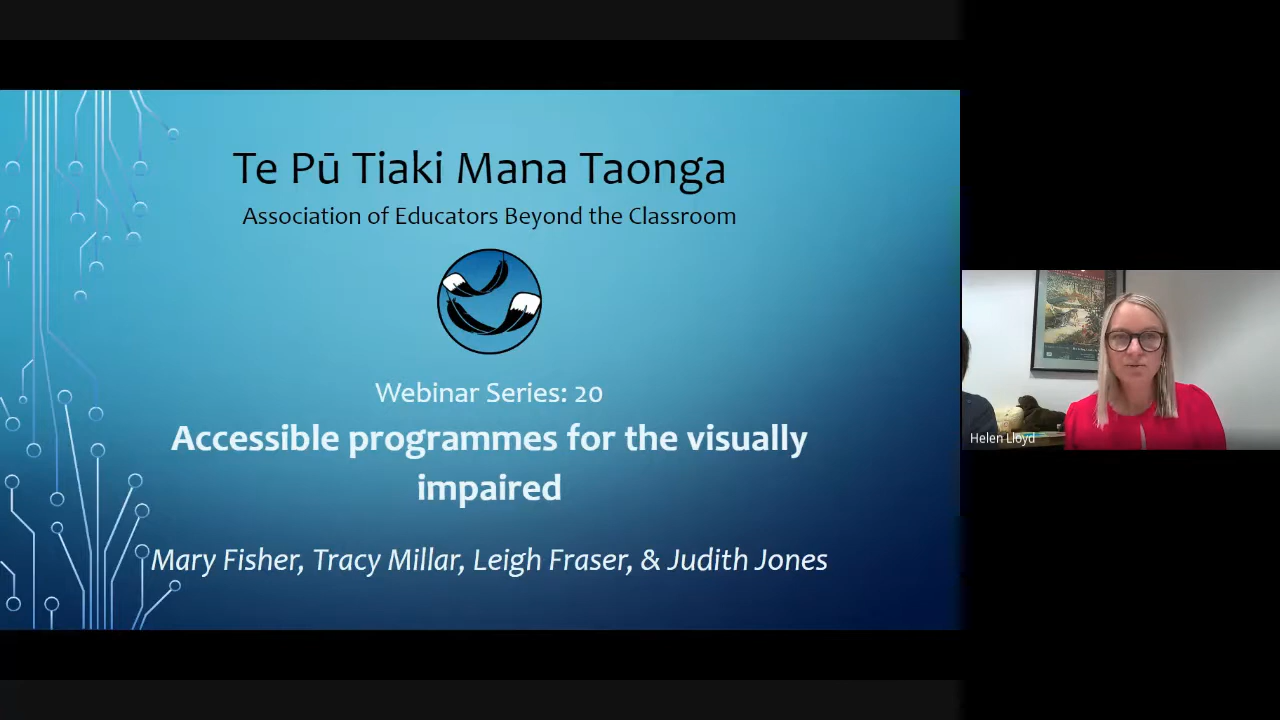 Te Pū Tiaki Mana Taonga
Association of Educators Beyond the Classroom
Webinar Series: 20
Accessible programmes for the visually
impaired
Mary Fisher, Tracy Millar, Leigh Fraser, & Judith Jones
Helen Lloyd